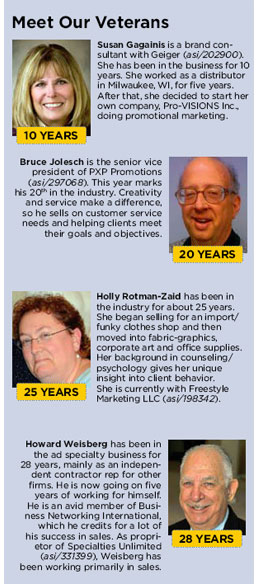 Meet Our Veterans
Susan Gagainis is a brand con-
sultant with Geiger (asi/202900).
She has been in the business for 10
years. She worked as a distributor
in Milwaukee, WI, for five years.
After that, she decided to start her
own company, Pro-VISIONS Inc.,
doing promotional marketing.
10 YEARS
Bruce Jolesch is the senior vice
president of PXP Promotions
(asi/297068). This year marks
his 20th in the industry. Creativity
and service make a difference,
so he sells on customer service
needs and helping clients meet
their goals and objectives.
20 YEARS
Holly Rotman-Zaid has been in
the industry for about 25 years.
She began selling for an import/
funky clothes shop and then
moved into fabric-graphics,
corporate art and office supplies.
Her background in counseling/
psychology gives her unique
insight into client behavior.
She is currently with Freestyle
Marketing LLC (asi/198342).
25 YEARS
Howard Weisberg has been in
the ad specialty business for
28 years, mainly as an indepen-
dent contractor rep for other
firms. He is now going on five
years of working for himself.
He is an avid member of Busi-
ness Networking International,
which he credits for a lot of
his success in sales. As propri-
etor of Specialties Unlimited
(asi/331399), Weisberg has
been working primarily in sales.
28 YEARS